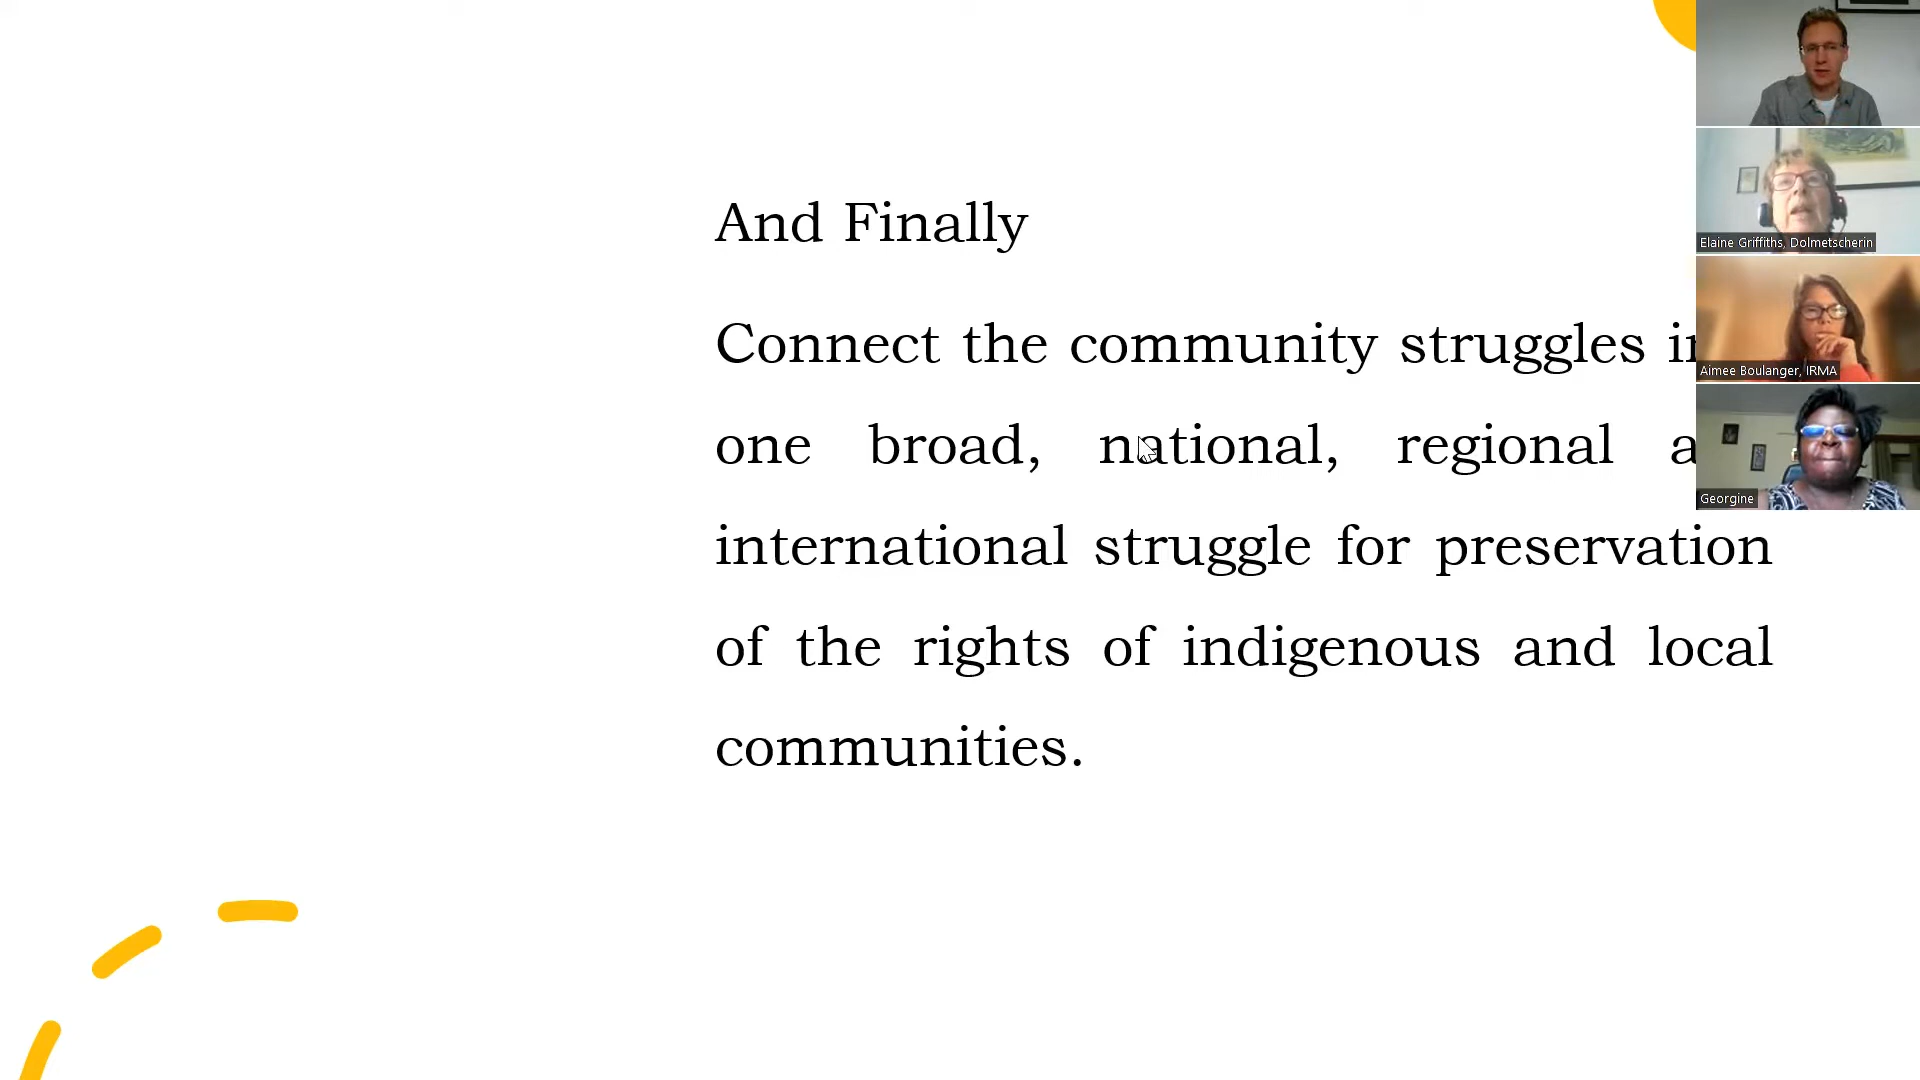 And Finally
Connect the community struggles
one broad, national, regional
international struggle for preservation
of the rights of indigenous and local
communities.
Elaine Griffiths, Dolmetscherin
Aimee Boulanger, IRMA
Georgine